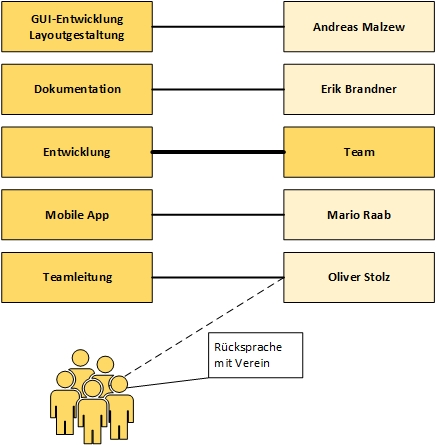 GUI-Entwicklung
Layoutgestaltung
Andreas Malzew
Dokumentation
Erik Brandner
Entwicklung
Team
Mobile App
Mario Raab
Teamleitung
Oliver Stolz
Rücksprache
mit Verein